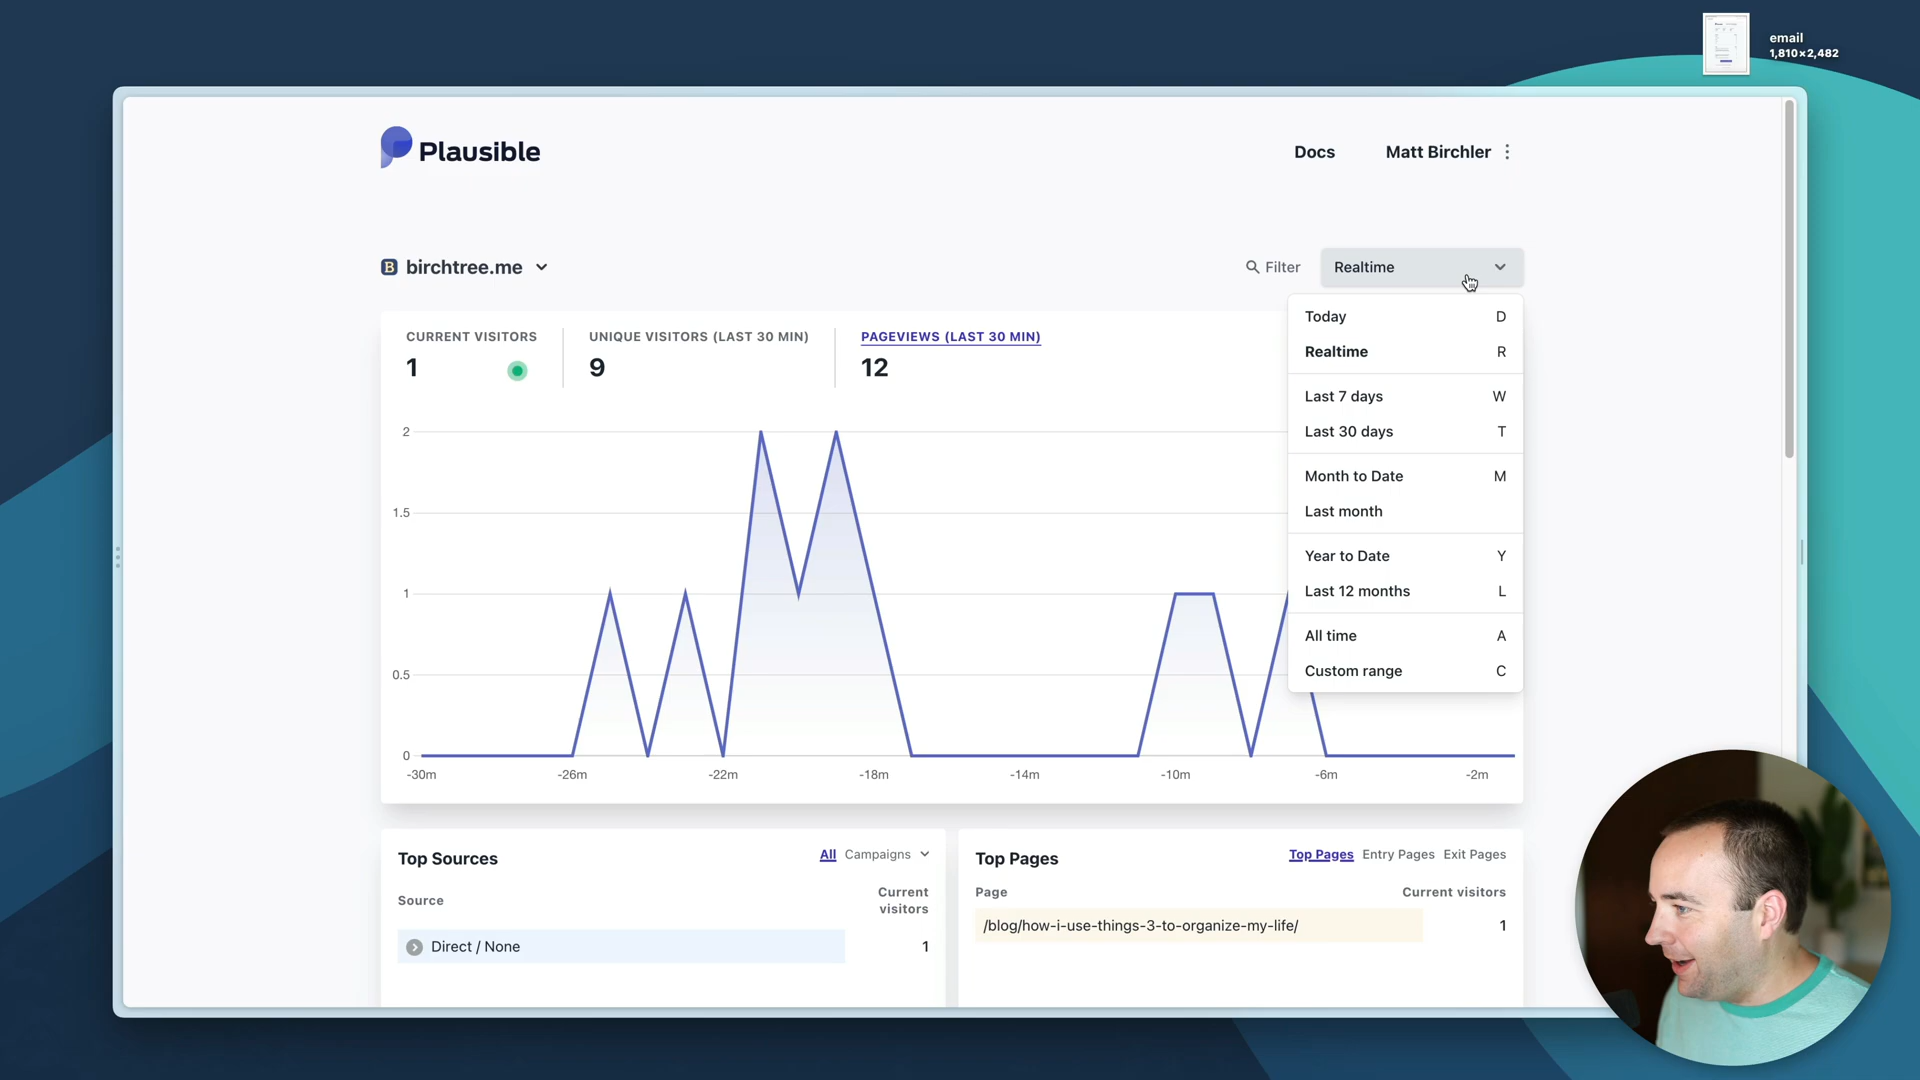 email
1,810×2,482
Plausible
Docs
Matt Birchler
B birchtree.me
Filter
Realtime
CURRENT VISITORS
1
UNIQUE VISITORS (LAST 30 MIN)
9
PAGEVIEWS (LAST 30 MIN)
12
Today D
Realtime R
Last 7 days W
Last 30 days T
Month to Date M
Last month
Year to Date Y
Last 12 months L
All time A
Custom range C
2
1.5
1
0.5
0
-30m -26m -22m -18m -14m -10m -6m -2m
Top Sources
All Campaigns
Source
Current visitors
Direct / None 1
Top Pages
Top Pages Entry Pages Exit Pages
Page Current visitors
/blog/how-i-use-things-3-to-organize-my-life/ 1